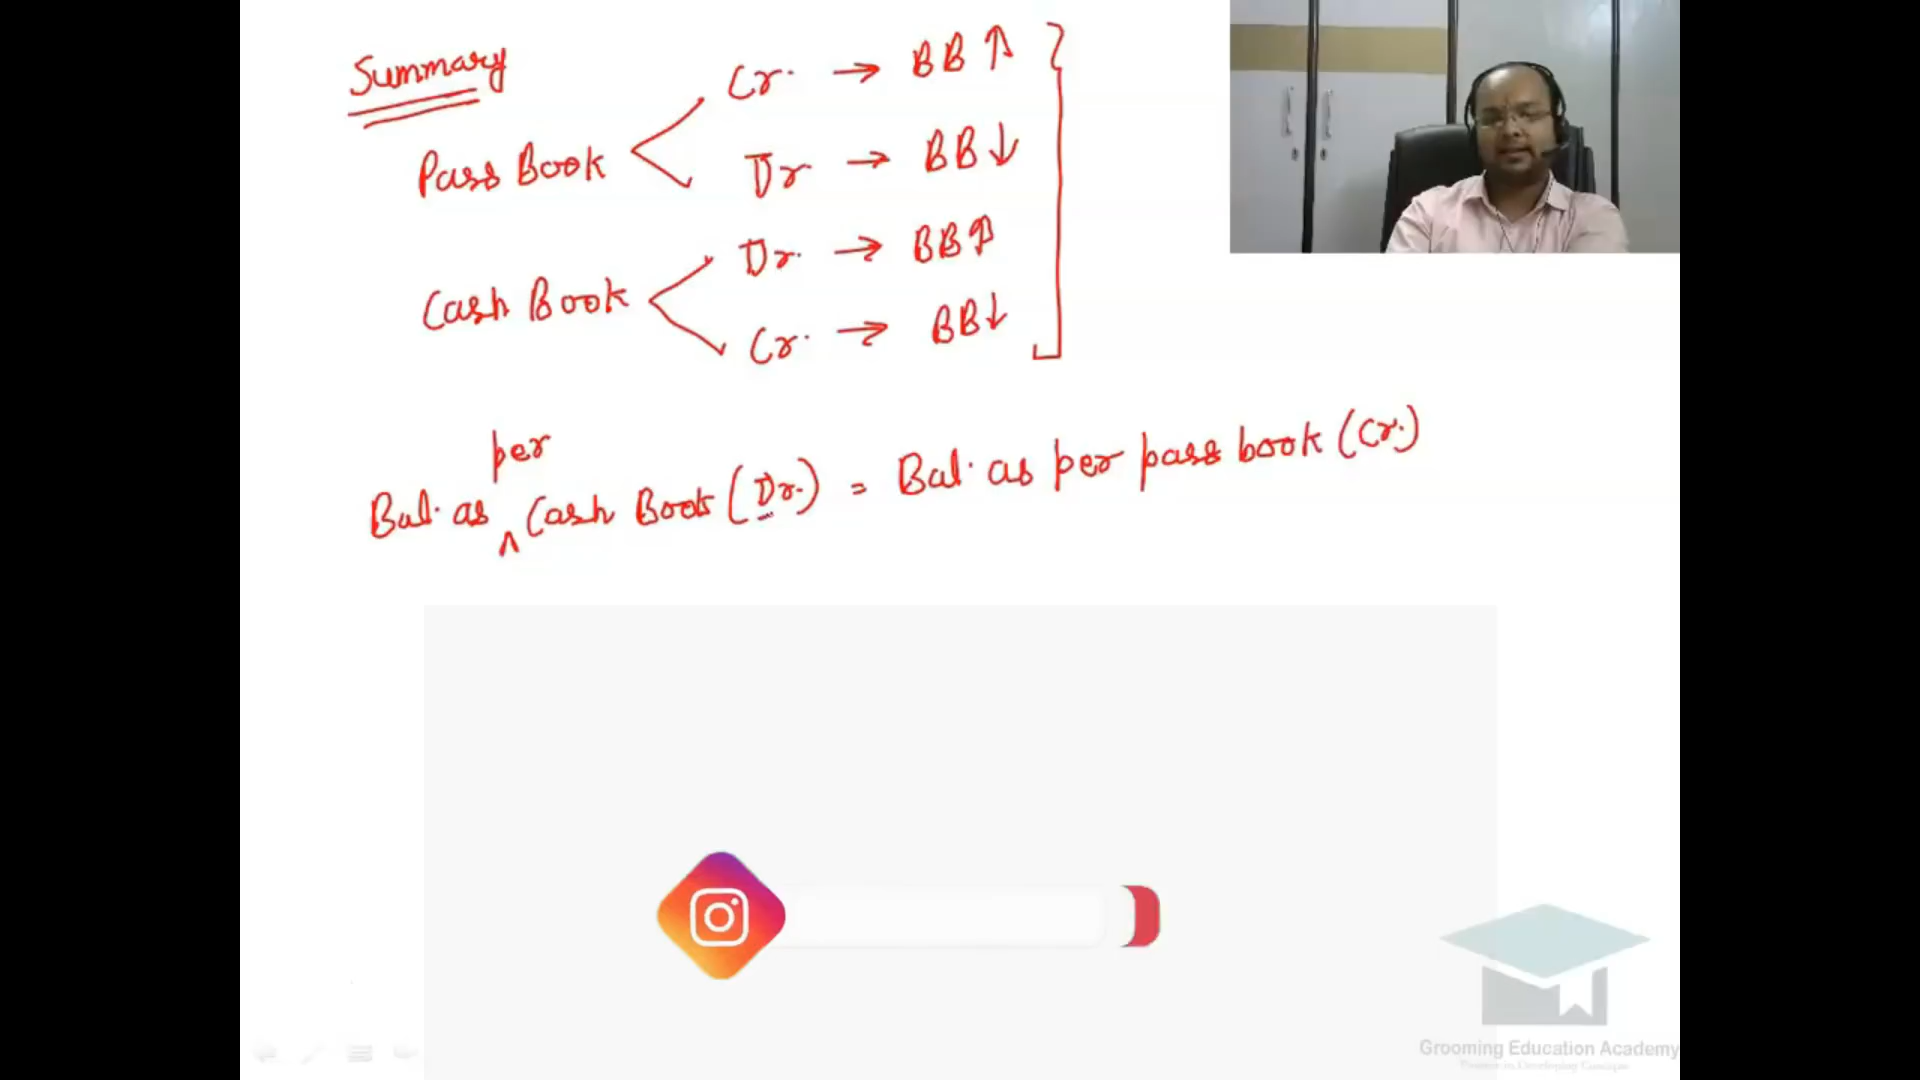 Summary
Pass Book
Cr. → BB ↑
Dr → BB ↓
Cash Book
Dr. → BB ↑
Cr. → BB ↓
Bal. as per Cash Book (Dr.) = Bal. as per pass book (Cr.)
Grooming Education Academy